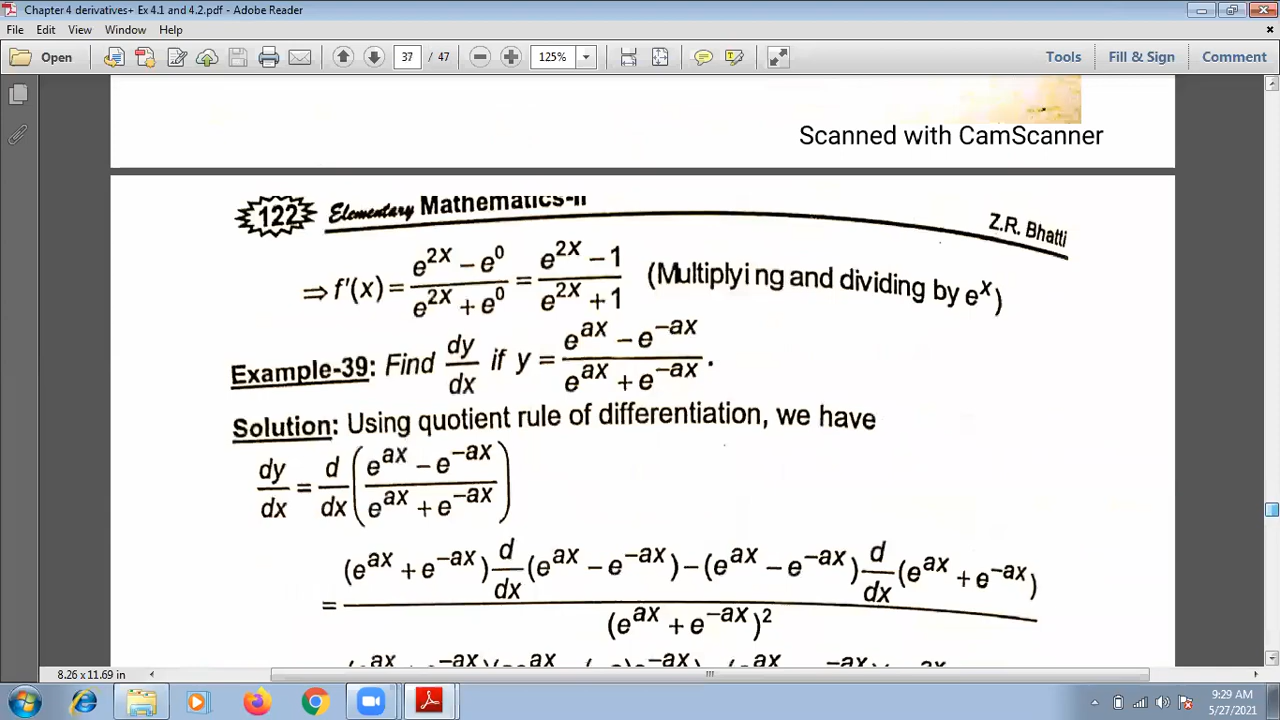 Chapter 4 derivatives+ Ex 4.1 and 4.2.pdf - Adobe Reader
File Edit View Window Help
Open 37 / 47 125% Tools Fill & Sign Comment
Scanned with CamScanner
122 Elementary Mathematics-II Z.R. Bhatti
⇒ f'(x) = (e^{2x} − e^0)/(e^{2x} + e^0) = (e^{2x} − 1)/(e^{2x} + 1) (Multiplyi ng and dividing by e^x)
Example-39: Find dy/dx if y = (e^{ax} − e^{−ax})/(e^{ax} + e^{−ax}).
Solution: Using quotient rule of differentiation, we have
dy/dx = d/dx ((e^{ax} − e^{−ax})/(e^{ax} + e^{−ax}))
= ((e^{ax} + e^{−ax}) d/dx (e^{ax} − e^{−ax}) − (e^{ax} − e^{−ax}) d/dx (e^{ax} + e^{−ax}))/(e^{ax} + e^{−ax})^2
8.26 x 11.69 in
9:29 AM
5/27/2021